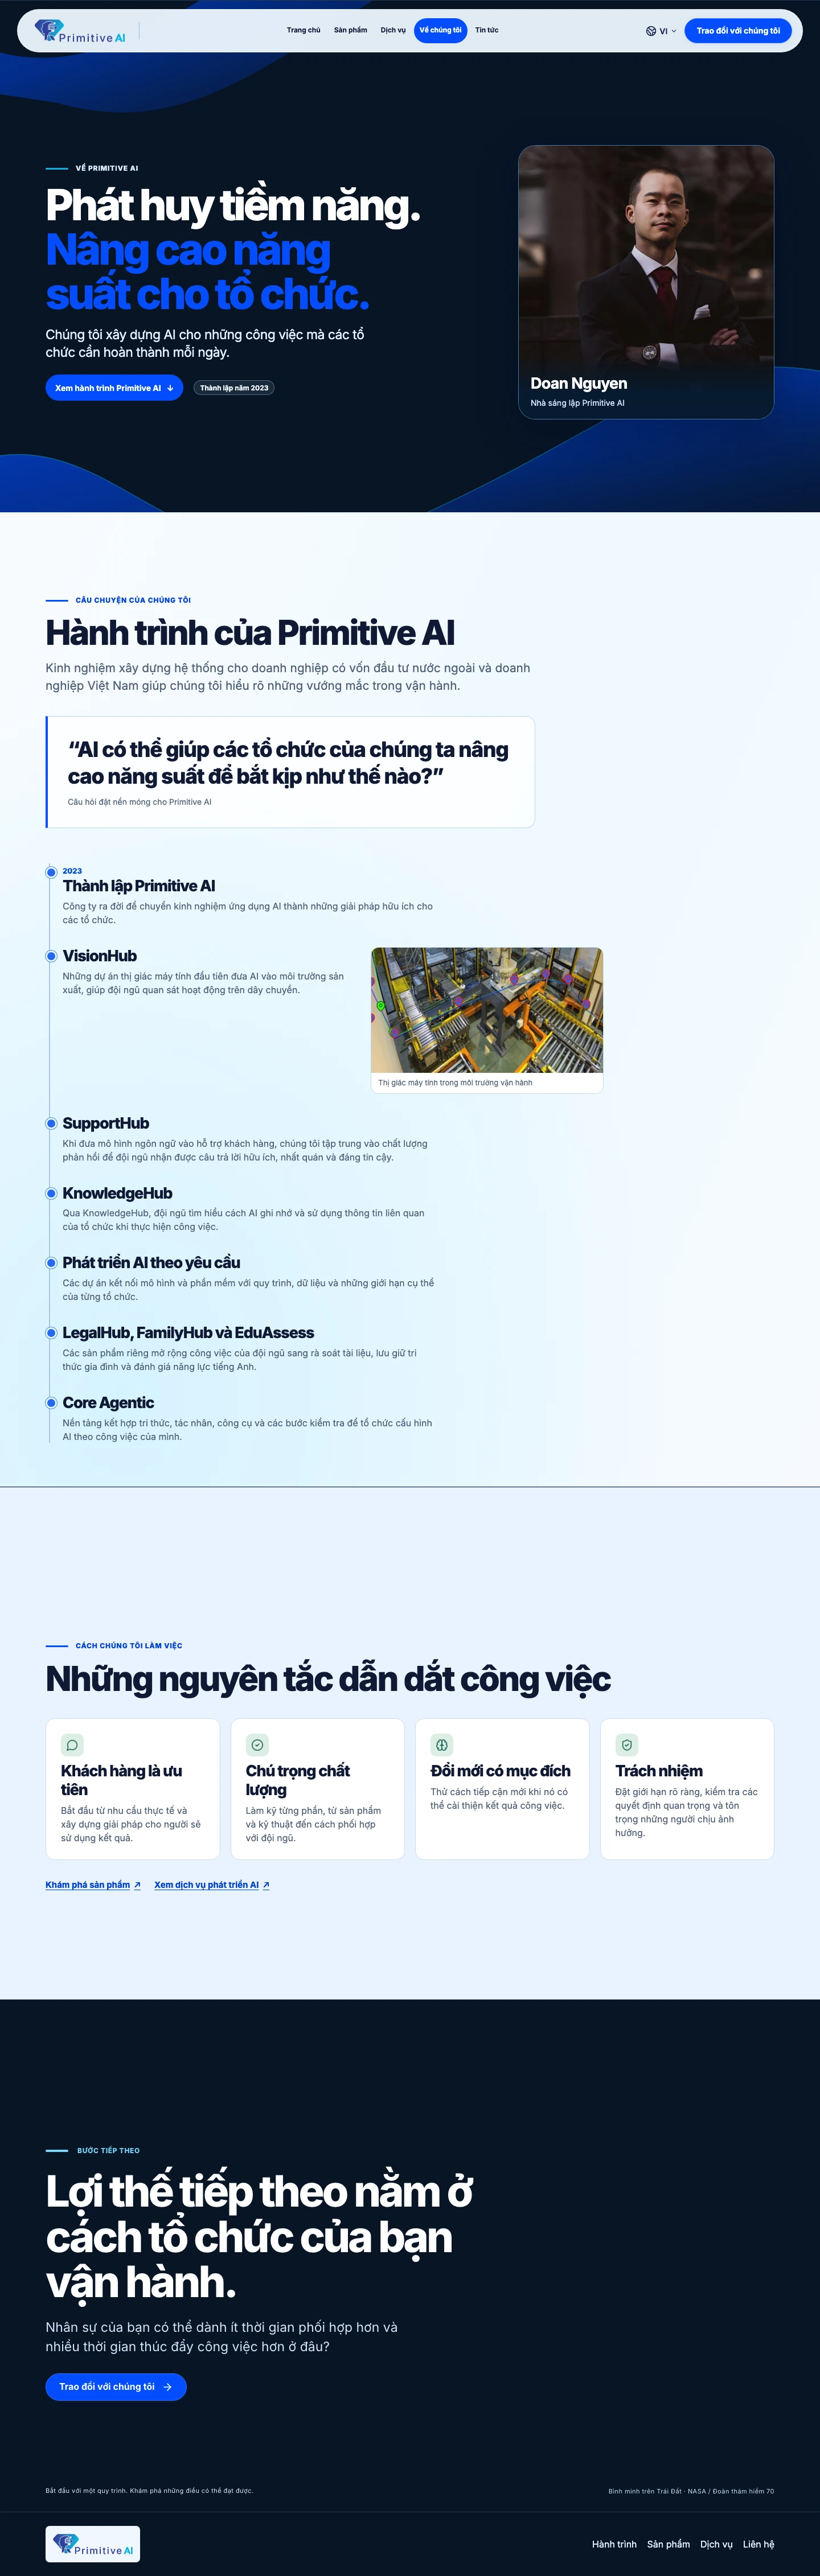 Primitive AI
Trang chủ
Sản phẩm
Dịch vụ
Về chúng tôi
Tin tức
VI
Trao đổi với chúng tôi
VỀ PRIMITIVE AI
Phát huy tiềm năng.
Nâng cao năng
suất cho tổ chức.
Chúng tôi xây dựng AI cho những công việc mà các tổ
chức cần hoàn thành mỗi ngày.
Xem hành trình Primitive AI ↓
Thành lập năm 2023
Doan Nguyen
Nhà sáng lập Primitive AI
CÂU CHUYỆN CỦA CHÚNG TÔI
Hành trình của Primitive AI
Kinh nghiệm xây dựng hệ thống cho doanh nghiệp có vốn đầu tư nước ngoài và doanh
nghiệp Việt Nam giúp chúng tôi hiểu rõ những vướng mắc trong vận hành.
“AI có thể giúp các tổ chức của chúng ta nâng
cao năng suất để bắt kịp như thế nào?”
Câu hỏi đặt nền móng cho Primitive AI
2023
Thành lập Primitive AI
Công ty ra đời để chuyển kinh nghiệm ứng dụng AI thành những giải pháp hữu ích cho
các tổ chức.
VisionHub
Những dự án thị giác máy tính đầu tiên đưa AI vào môi trường sản
xuất, giúp đội ngũ quan sát hoạt động trên dây chuyền.
Thị giác máy tính trong môi trường vận hành
SupportHub
Khi đưa mô hình ngôn ngữ vào hỗ trợ khách hàng, chúng tôi tập trung vào chất lượng
phản hồi để đội ngũ nhận được câu trả lời hữu ích, nhất quán và đáng tin cậy.
KnowledgeHub
Qua KnowledgeHub, đội ngũ tìm hiểu cách AI ghi nhớ và sử dụng thông tin liên quan
của tổ chức khi thực hiện công việc.
Phát triển AI theo yêu cầu
Các dự án kết nối mô hình và phần mềm với quy trình, dữ liệu và những giới hạn cụ thể
của từng tổ chức.
LegalHub, FamilyHub và EduAssess
Các sản phẩm riêng mở rộng công việc của đội ngũ sang rà soát tài liệu, lưu giữ tri
thức gia đình và đánh giá năng lực tiếng Anh.
Core Agentic
Nền tảng kết hợp tri thức, tác nhân, công cụ và các bước kiểm tra để tổ chức cấu hình
AI theo công việc của mình.
CÁCH CHÚNG TÔI LÀM VIỆC
Những nguyên tắc dẫn dắt công việc
Khách hàng là ưu
tiên
Bắt đầu từ nhu cầu thực tế và
xây dựng giải pháp cho người sẽ
sử dụng kết quả.
Chú trọng chất
lượng
Làm kỹ từng phần, từ sản phẩm
và kỹ thuật đến cách phối hợp
với đội ngũ.
Đổi mới có mục đích
Thử cách tiếp cận mới khi nó có
thể cải thiện kết quả công việc.
Trách nhiệm
Đặt giới hạn rõ ràng, kiểm tra các
quyết định quan trọng và tôn
trọng những người chịu ảnh
hưởng.
Khám phá sản phẩm ↗
Xem dịch vụ phát triển AI ↗
BƯỚC TIẾP THEO
Lợi thế tiếp theo nằm ở
cách tổ chức của bạn
vận hành.
Nhân sự của bạn có thể dành ít thời gian phối hợp hơn và
nhiều thời gian thúc đẩy công việc hơn ở đâu?
Trao đổi với chúng tôi →
Bắt đầu với một quy trình. Khám phá những điều có thể đạt được.
Bình minh trên Trái Đất · NASA / Đoàn thám hiểm 70
Primitive AI
Hành trình
Sản phẩm
Dịch vụ
Liên hệ